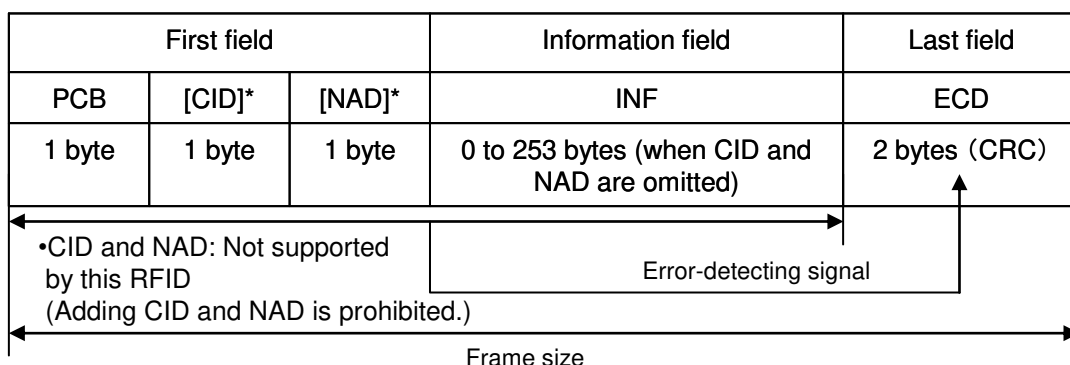 First field Information field Last field
PCB [CID]* [NAD]* INF ECD
1 byte 1 byte 1 byte 0 to 253 bytes (when CID and 2 bytes (CRC)
NAD are omitted)
•CID and NAD: Not supported
by this RFID
Error-detecting signal
(Adding CID and NAD is prohibited.)
Frame size